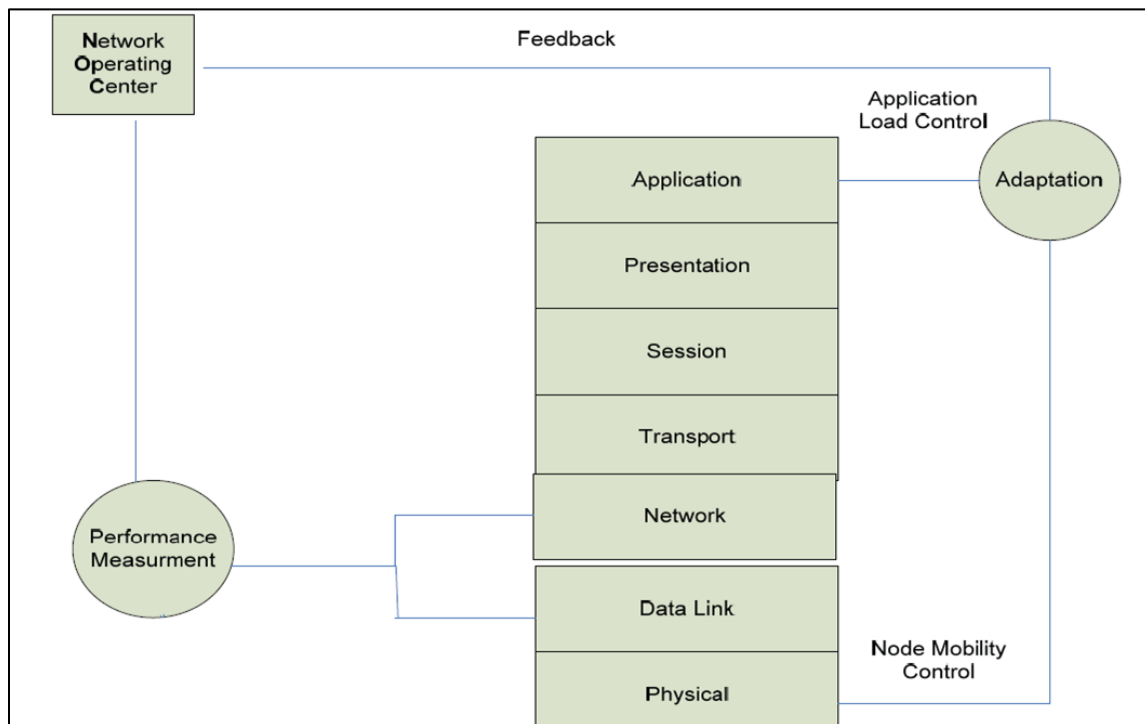 Network
Operating
Center
Feedback
Application
Load Control
Adaptation
Application
Presentation
Session
Transport
Network
Data Link
Physical
Performance
Measurment
Node Mobility
Control